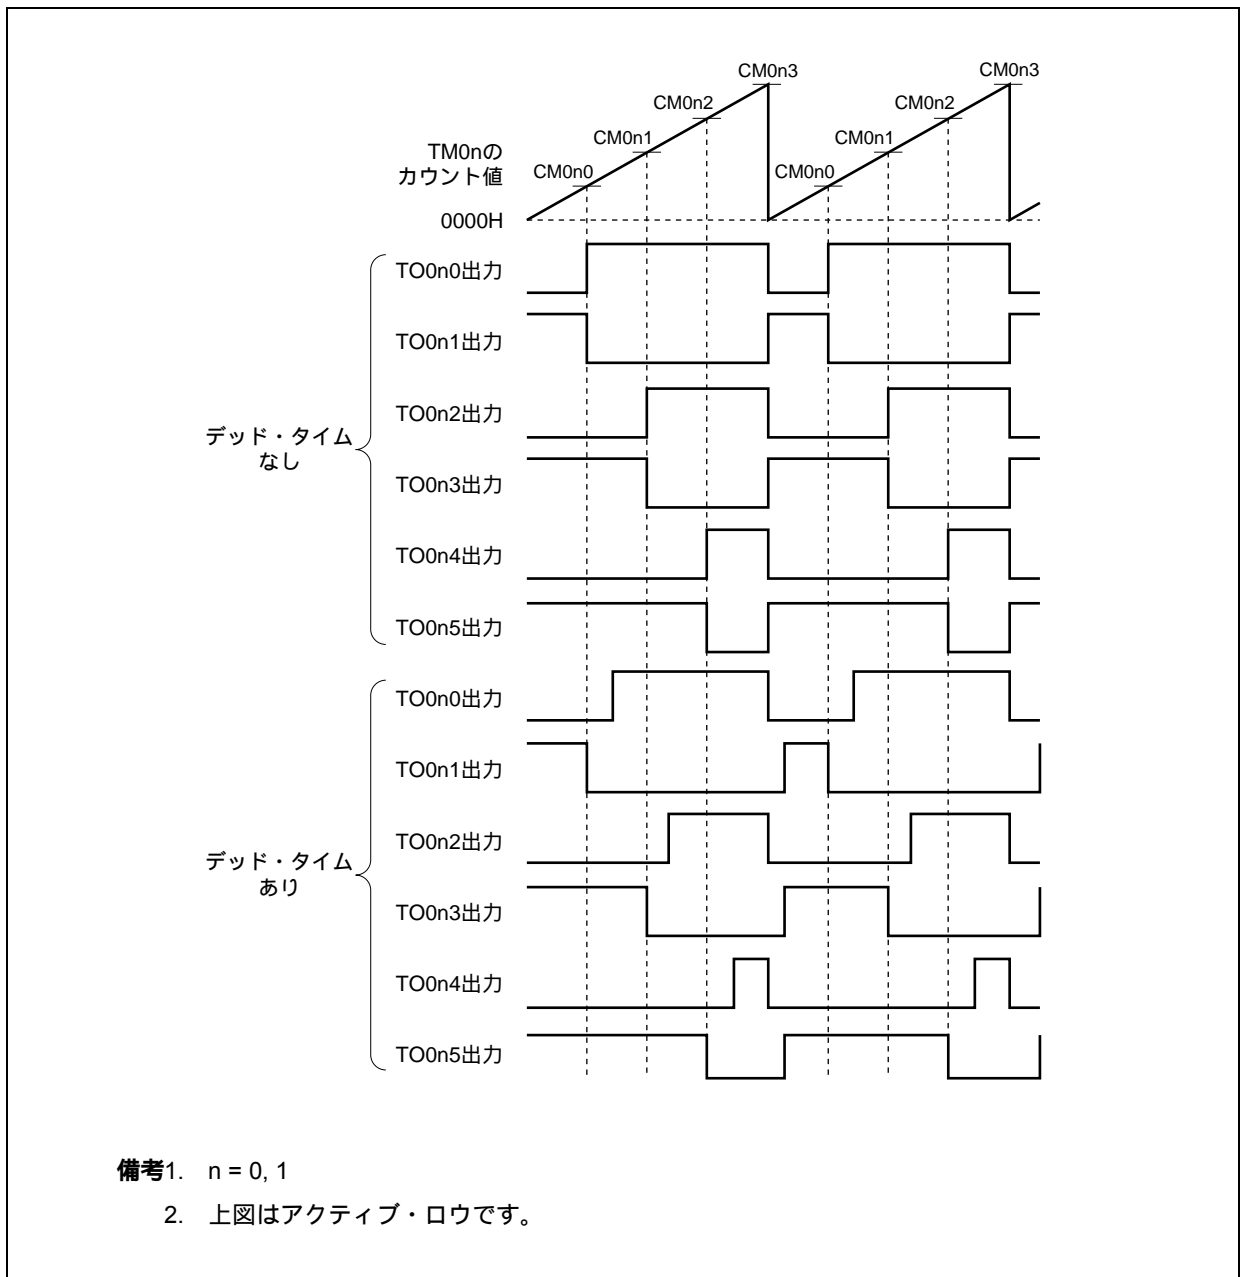 CM0n3
CM0n3
CM0n2
CM0n2
CM0n1
CM0n1
TM0nの
カウント値
CM0n0
CM0n0
0000H
TO0n0出力
TO0n1出力
TO0n2出力
デッド・タイム
なし
TO0n3出力
TO0n4出力
TO0n5出力
TO0n0出力
TO0n1出力
TO0n2出力
デッド・タイム
あり
TO0n3出力
TO0n4出力
TO0n5出力
備考1. n = 0, 1
2. 上図はアクティブ・ロウです。